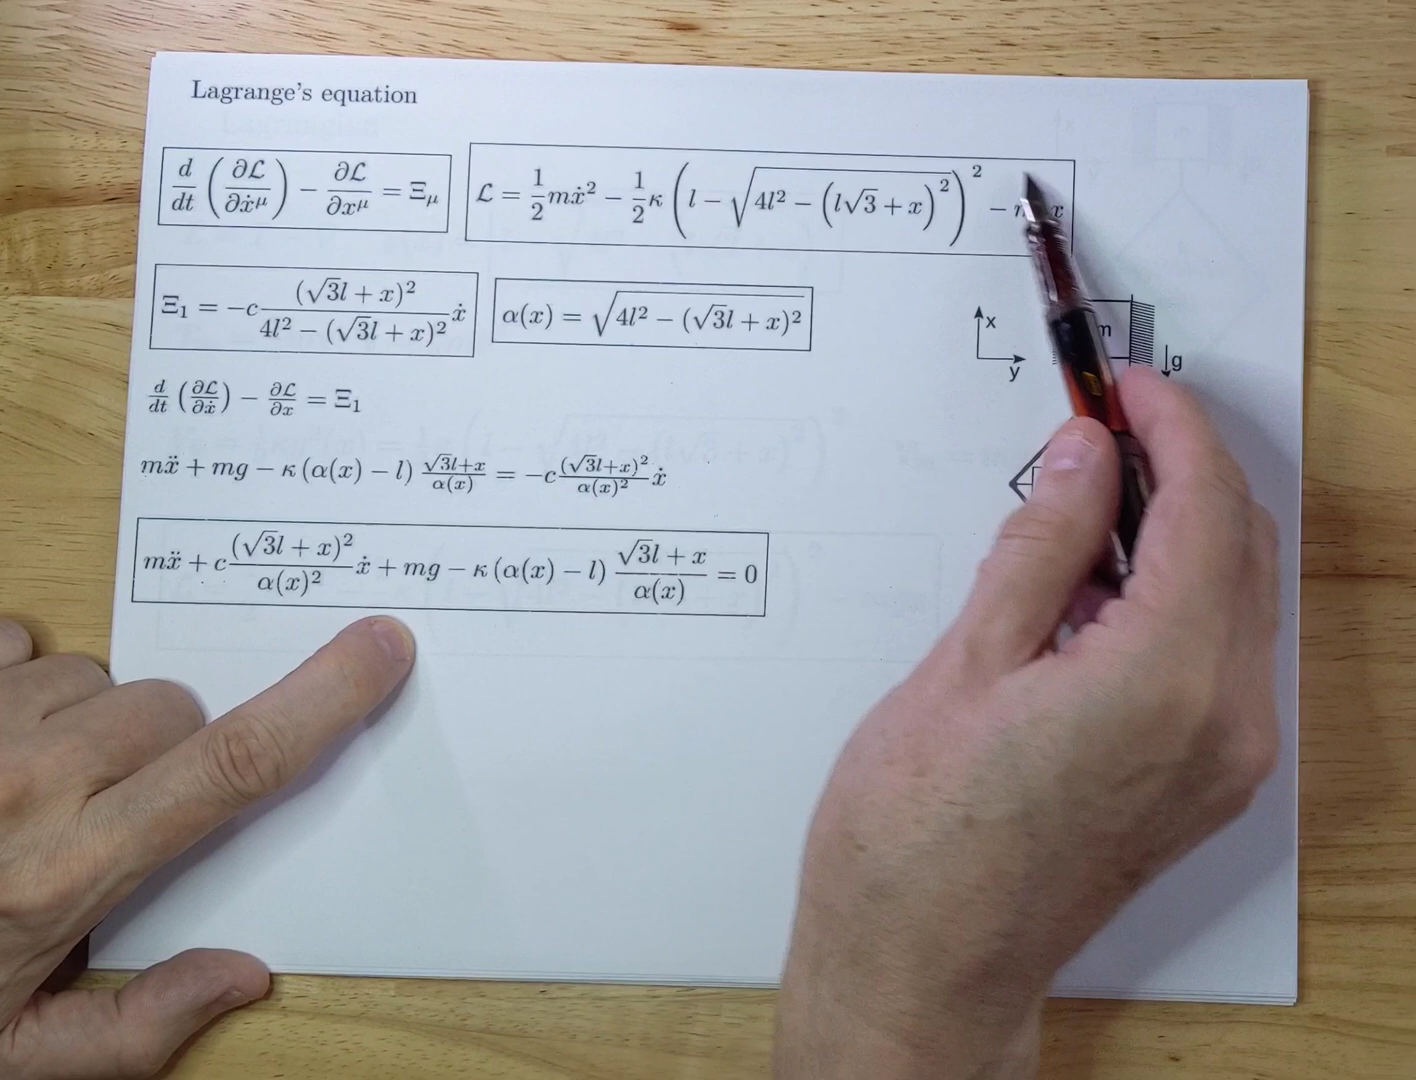 Lagrange's equation
d/dt (∂ℒ/∂ẋ^μ) − ∂ℒ/∂x^μ = Ξ_μ
ℒ = 1/2 mẋ² − 1/2 κ (l − √(4l² − (l√3 + x)²))² − x
Ξ₁ = −c (√3l + x)²/(4l² − (√3l + x)²) ẋ
α(x) = √(4l² − (√3l + x)²)
x
y
m
g
d/dt (∂ℒ/∂ẋ) − ∂ℒ/∂x = Ξ₁
mẍ + mg − κ (α(x) − l) (√3l+x)/α(x) = −c (√3l+x)²/α(x)² ẋ
mẍ + c (√3l + x)²/α(x)² ẋ + mg − κ (α(x) − l) (√3l + x)/α(x) = 0